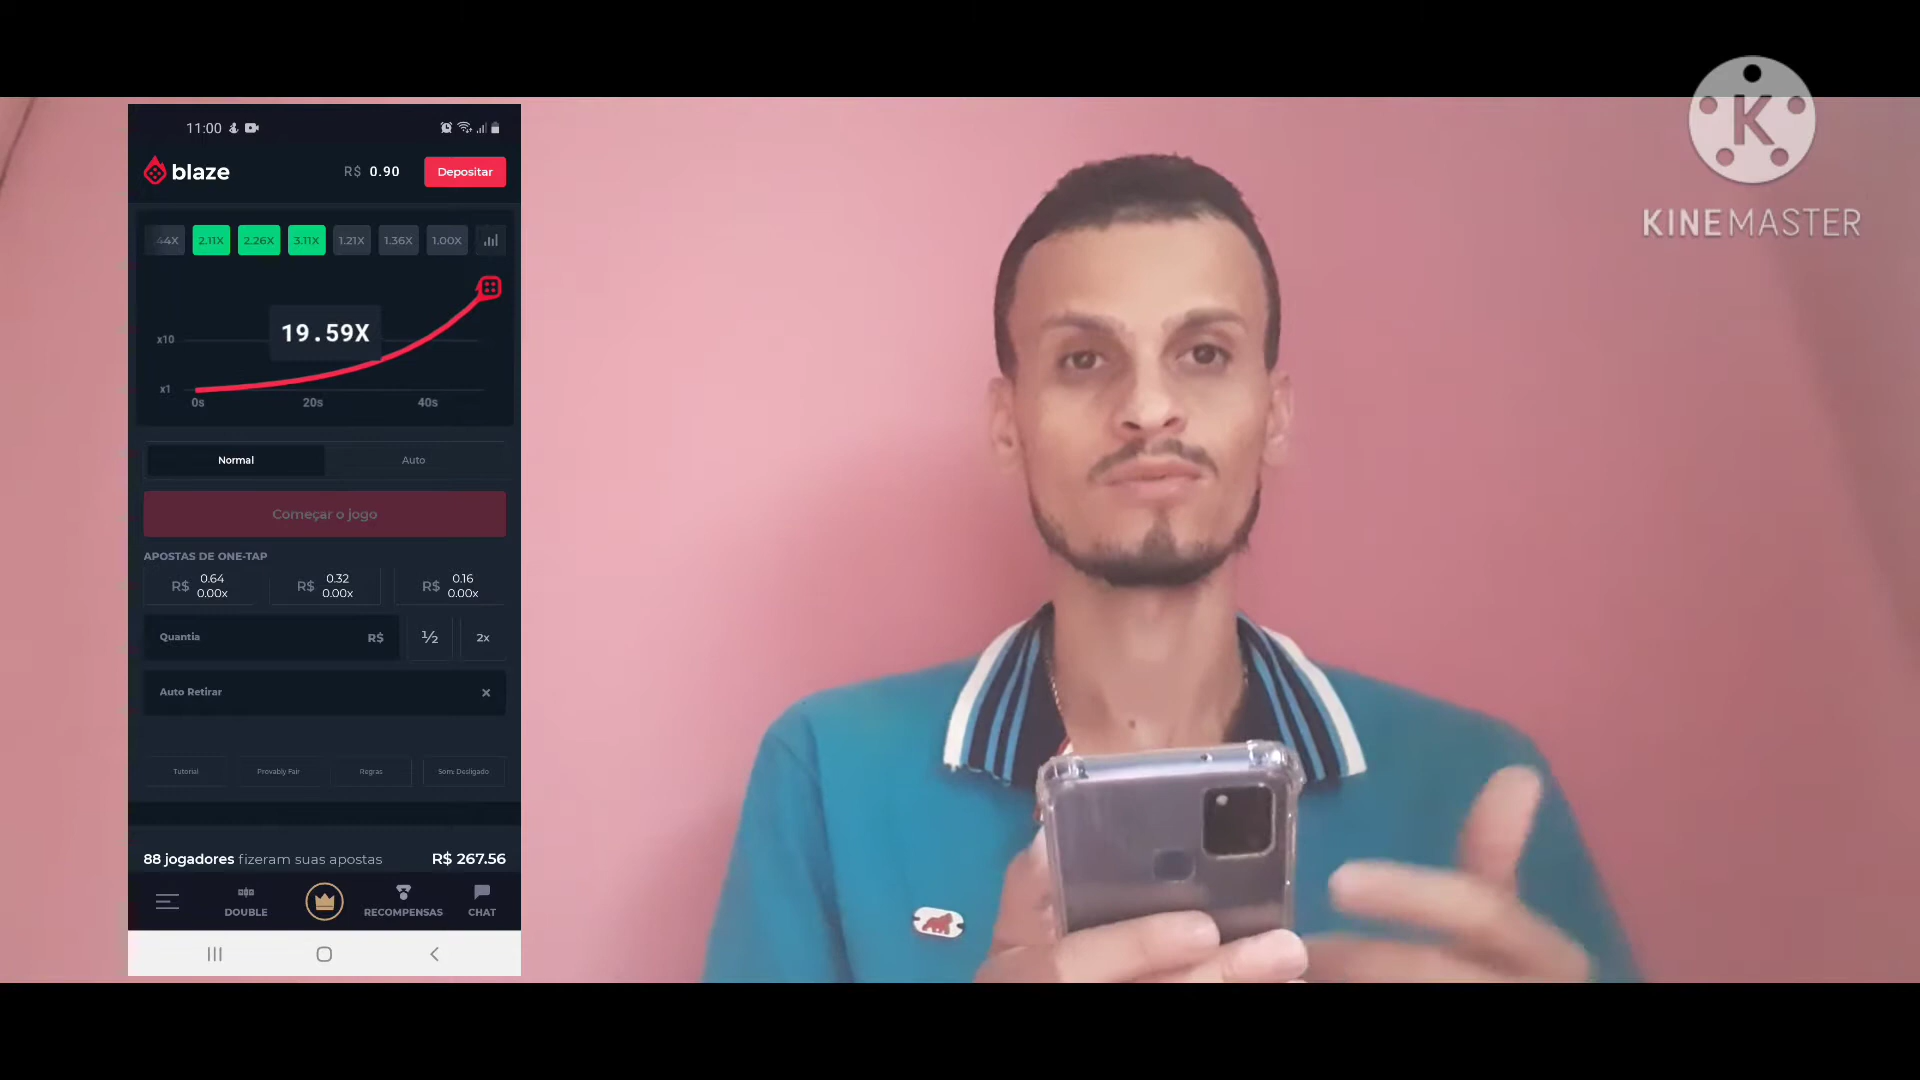 11:00
blaze
R$ 0.90
Depositar
.44X 2.11X 2.26X 3.11X 1.21X 1.36X 1.00X
19.59X
x10
x1
0s 20s 40s
Normal Auto
Começar o jogo
APOSTAS DE ONE-TAP
R$ 0.64 0.00x
R$ 0.32 0.00x
R$ 0.16 0.00x
Quantia R$ ½ 2x
Auto Retirar ×
Tutorial Provably Fair Regras Som: Desligado
88 jogadores fizeram suas apostas R$ 267.56
DOUBLE RECOMPENSAS CHAT
K
KINEMASTER